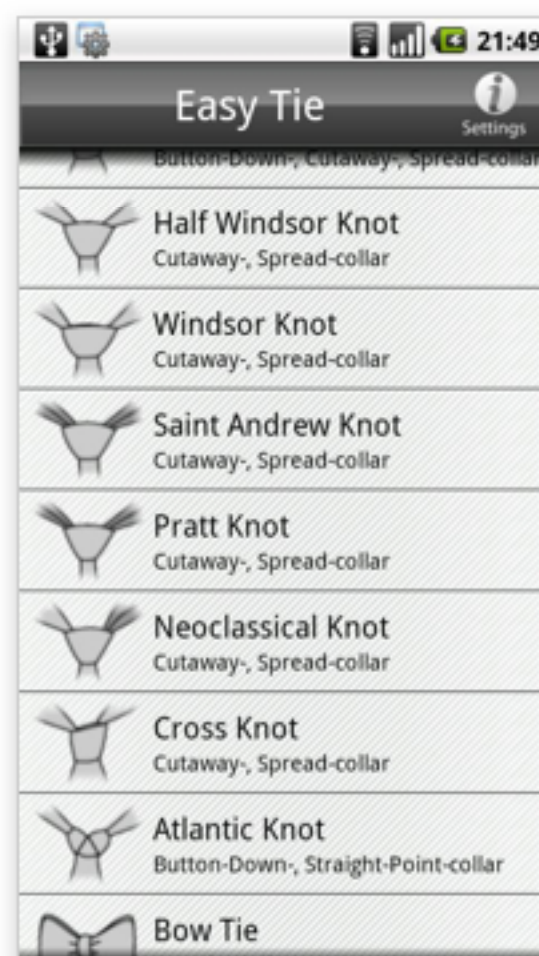 21:49
Easy Tie
Settings
Button-Down-, Cutaway-, Spread-collar
Half Windsor Knot
Cutaway-, Spread-collar
Windsor Knot
Cutaway-, Spread-collar
Saint Andrew Knot
Cutaway-, Spread-collar
Pratt Knot
Cutaway-, Spread-collar
Neoclassical Knot
Cutaway-, Spread-collar
Cross Knot
Cutaway-, Spread-collar
Atlantic Knot
Button-Down-, Straight-Point-collar
Bow Tie